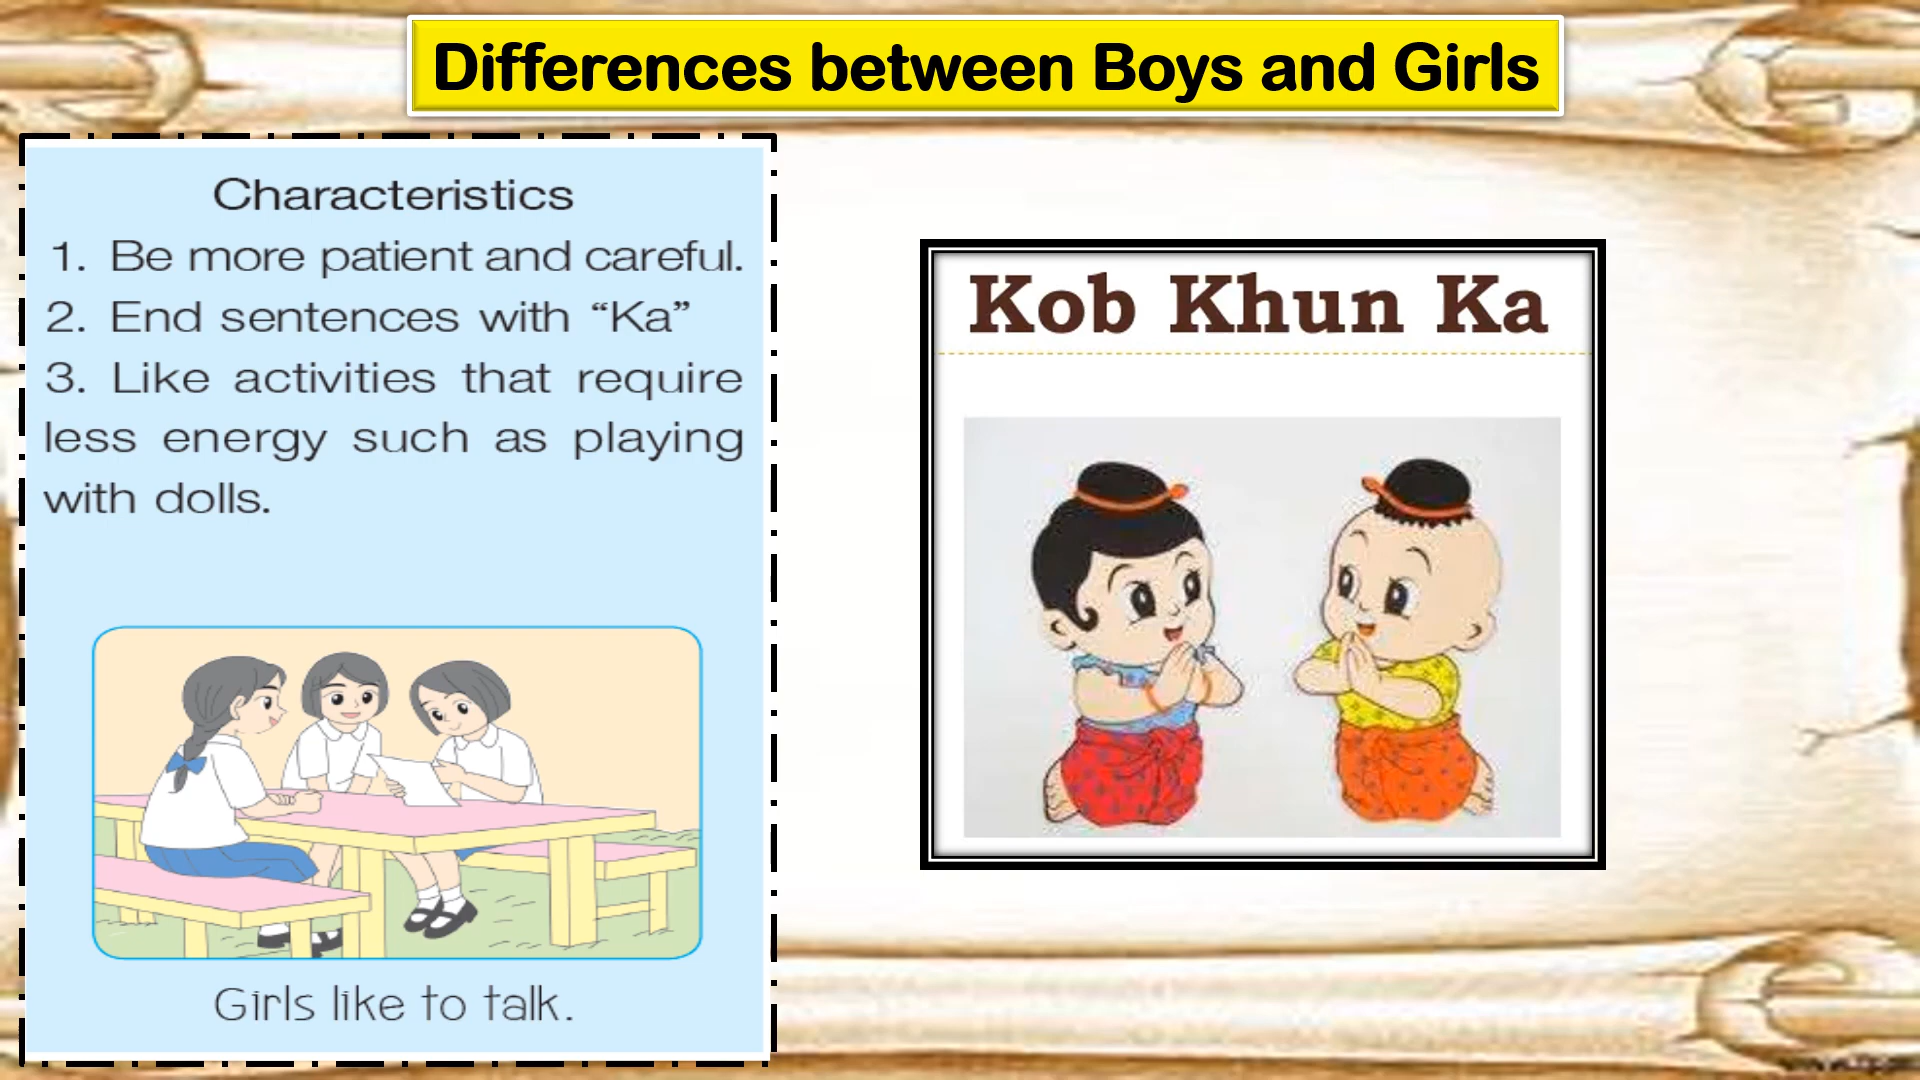 Differences between Boys and Girls
Characteristics
1. Be more patient and careful.
2. End sentences with “Ka”
3. Like activities that require
less energy such as playing
with dolls.
Girls like to talk.
Kob Khun Ka